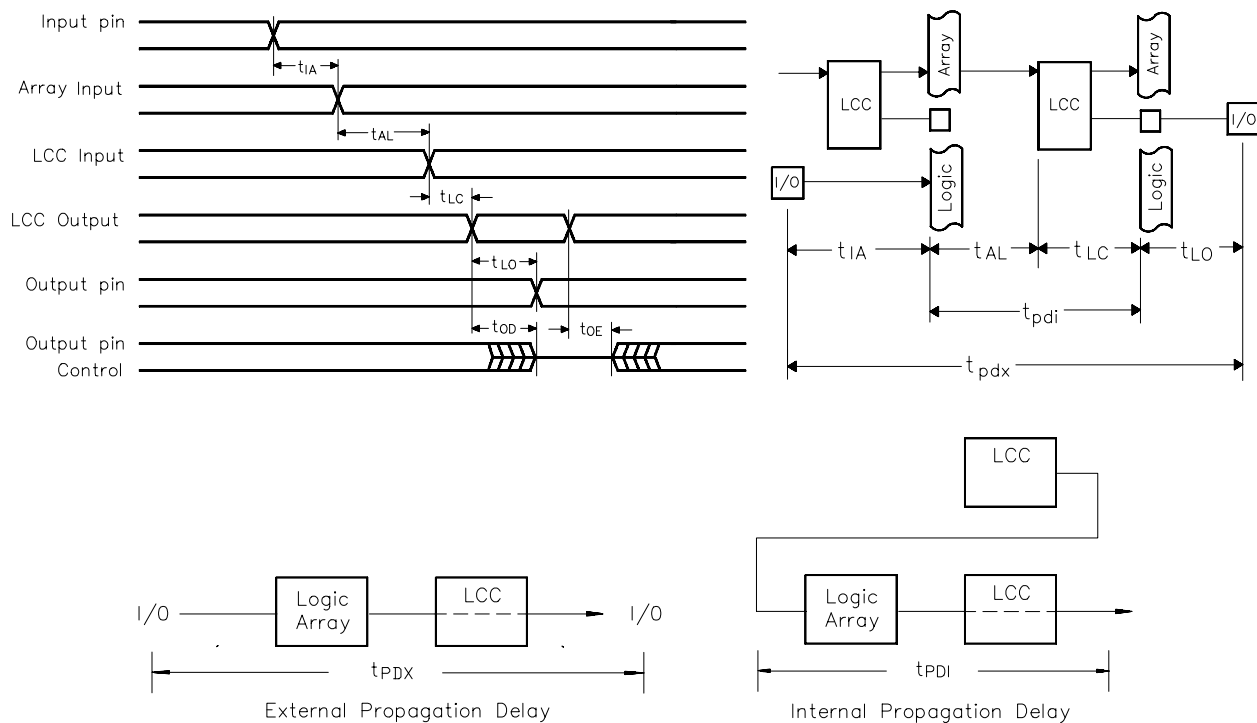 Input pin
tIA
Array Input
tAL
LCC Input
tLC
LCC Output
tLO
Output pin
tOD
tOE
Output pin
Control
Array
Array
LCC
LCC
I/O
I/O
Logic
Logic
tIA
tAL
tLC
tLO
tpdi
tpdx
I/O
Logic
Array
LCC
I/O
tPDX
External Propagation Delay
LCC
Logic
Array
LCC
tPDI
Internal Propagation Delay